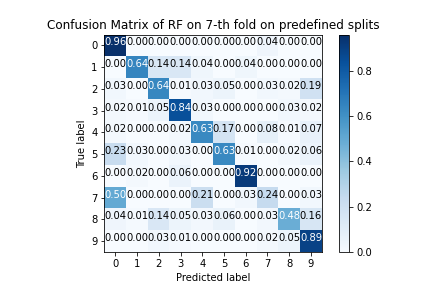 Confusion Matrix of RF on 7-th fold on predefined splits
True label
0 0.96 0.00 0.00 0.00 0.00 0.00 0.00 0.04 0.00 0.00
1 0.00 0.64 0.14 0.14 0.04 0.00 0.04 0.00 0.00 0.00
2 0.03 0.00 0.64 0.01 0.03 0.05 0.00 0.03 0.02 0.19
3 0.02 0.01 0.05 0.84 0.03 0.00 0.00 0.00 0.03 0.02
4 0.02 0.00 0.00 0.02 0.63 0.17 0.00 0.08 0.01 0.07
5 0.23 0.00 0.03 0.00 0.03 0.63 0.01 0.00 0.02 0.06
6 0.00 0.00 0.02 0.06 0.00 0.00 0.92 0.00 0.00 0.00
7 0.50 0.00 0.00 0.03 0.21 0.00 0.00 0.24 0.00 0.03
8 0.04 0.01 0.14 0.05 0.03 0.06 0.00 0.03 0.48 0.16
9 0.00 0.00 0.03 0.01 0.00 0.00 0.00 0.02 0.05 0.89
0 1 2 3 4 5 6 7 8 9
Predicted label
0.8
0.6
0.4
0.2
0.0